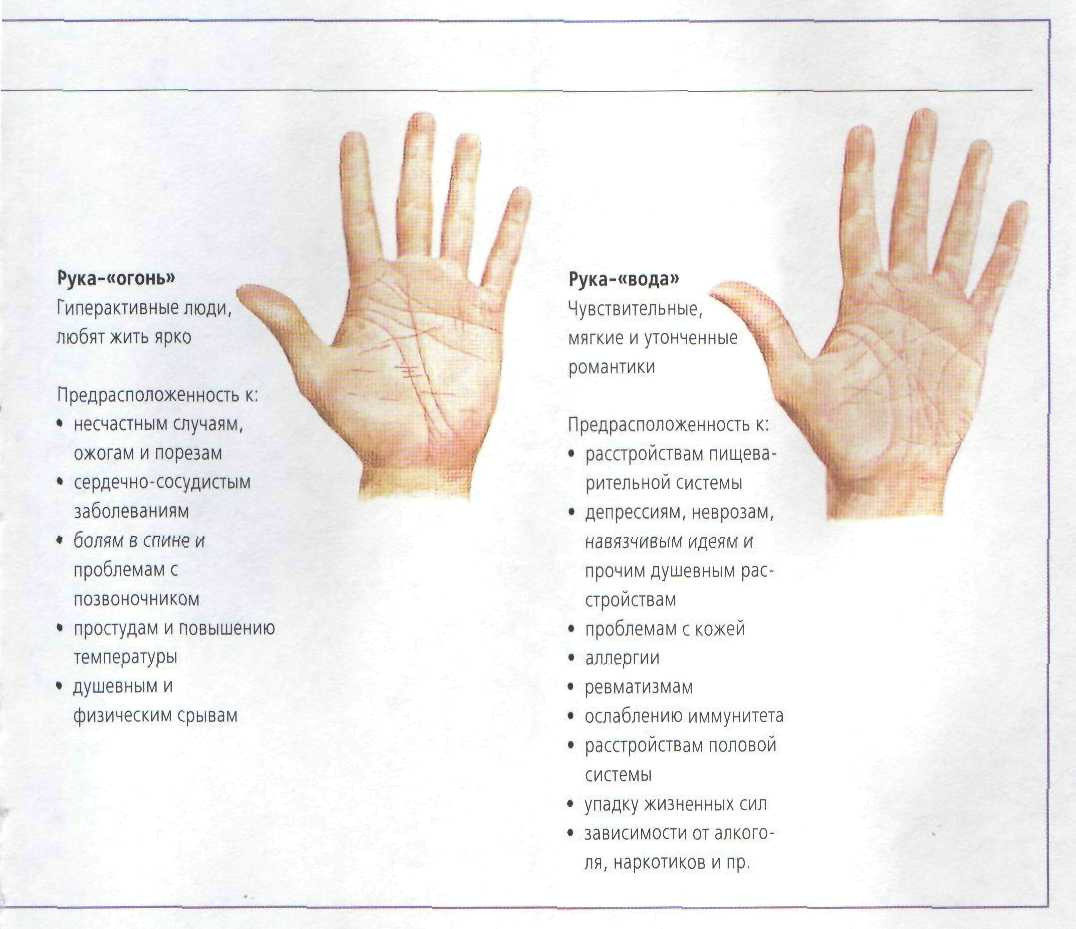 Рука-«огонь»
Гиперактивные люди,
любят жить ярко
Предрасположенность к:
• несчастным случаям,
ожогам и порезам
• сердечно-сосудистым
заболеваниям
• болям в спине и
проблемам с
позвоночником
• простудам и повышению
температуры
• душевным и
физическим срывам
Рука-«вода»
Чувствительные,
мягкие и утонченные
романтики
Предрасположенность к:
• расстройствам пищева-
рительной системы
• депрессиям, неврозам,
навязчивым идеям и
прочим душевным рас-
стройствам
• проблемам с кожей
• аллергии
• ревматизмам
• ослаблению иммунитета
• расстройствам половой
системы
• упадку жизненных сил
• зависимости от алкого-
ля, наркотиков и пр.